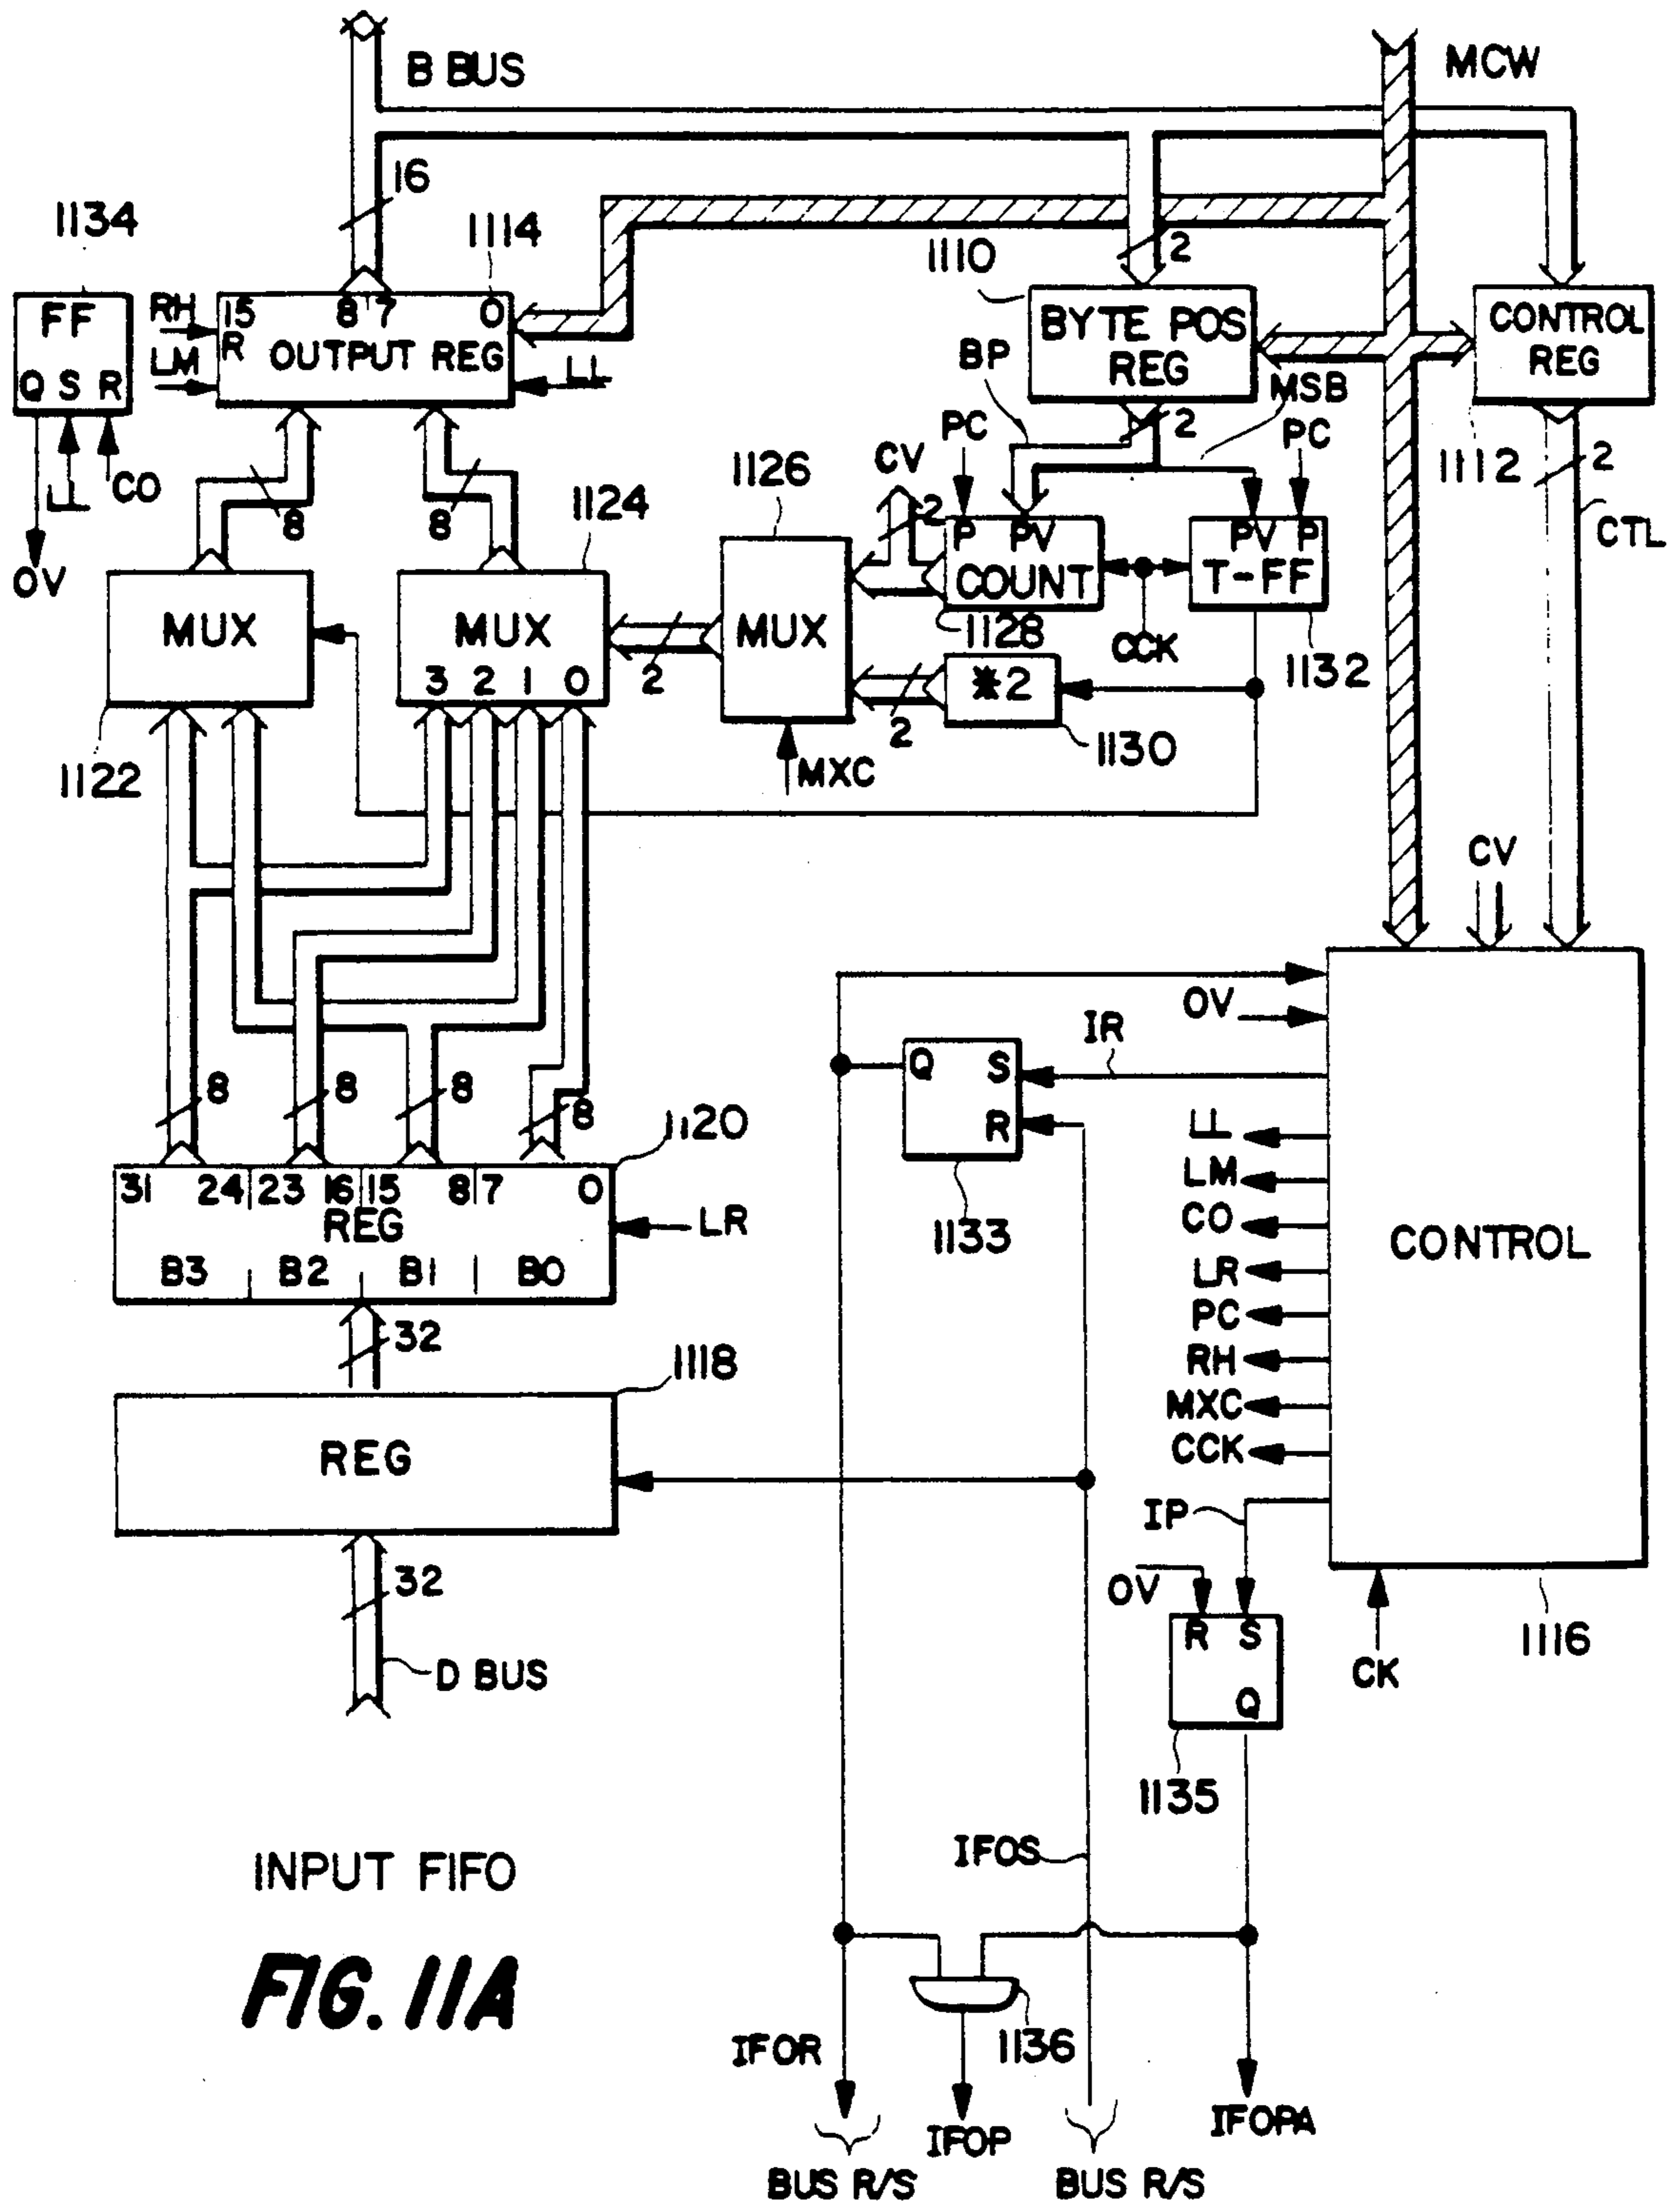 B BUS
MCW
16
1134
1114
1110
2
FF
Q S R
RH
LM
15
8 7
0
R
OUTPUT REG
LL
BYTE POS
REG
CONTROL
REG
BP
MSB
2
PC
PC
1112
2
CTL
LL
CO
OV
8
8
1124
1126
CV
2
P PV
COUNT
PV P
T-FF
MUX
MUX
3 2 1 0
MUX
2
1128
CCK
1132
*2
2
1130
1122
MXC
CV
OV
IR
Q
S
R
1133
8
8
8
8
1120
31
24
23
16
15
8
7
0
REG
B3
B2
B1
B0
LR
LL
LM
CO
LR
PC
RH
MXC
CCK
CONTROL
32
1118
REG
IP
OV
R S
Q
32
1116
CK
D BUS
1135
INPUT FIFO
IFOS
FIG. 11A
1136
IFOR
IFOP
IFOPA
BUS R/S
BUS R/S